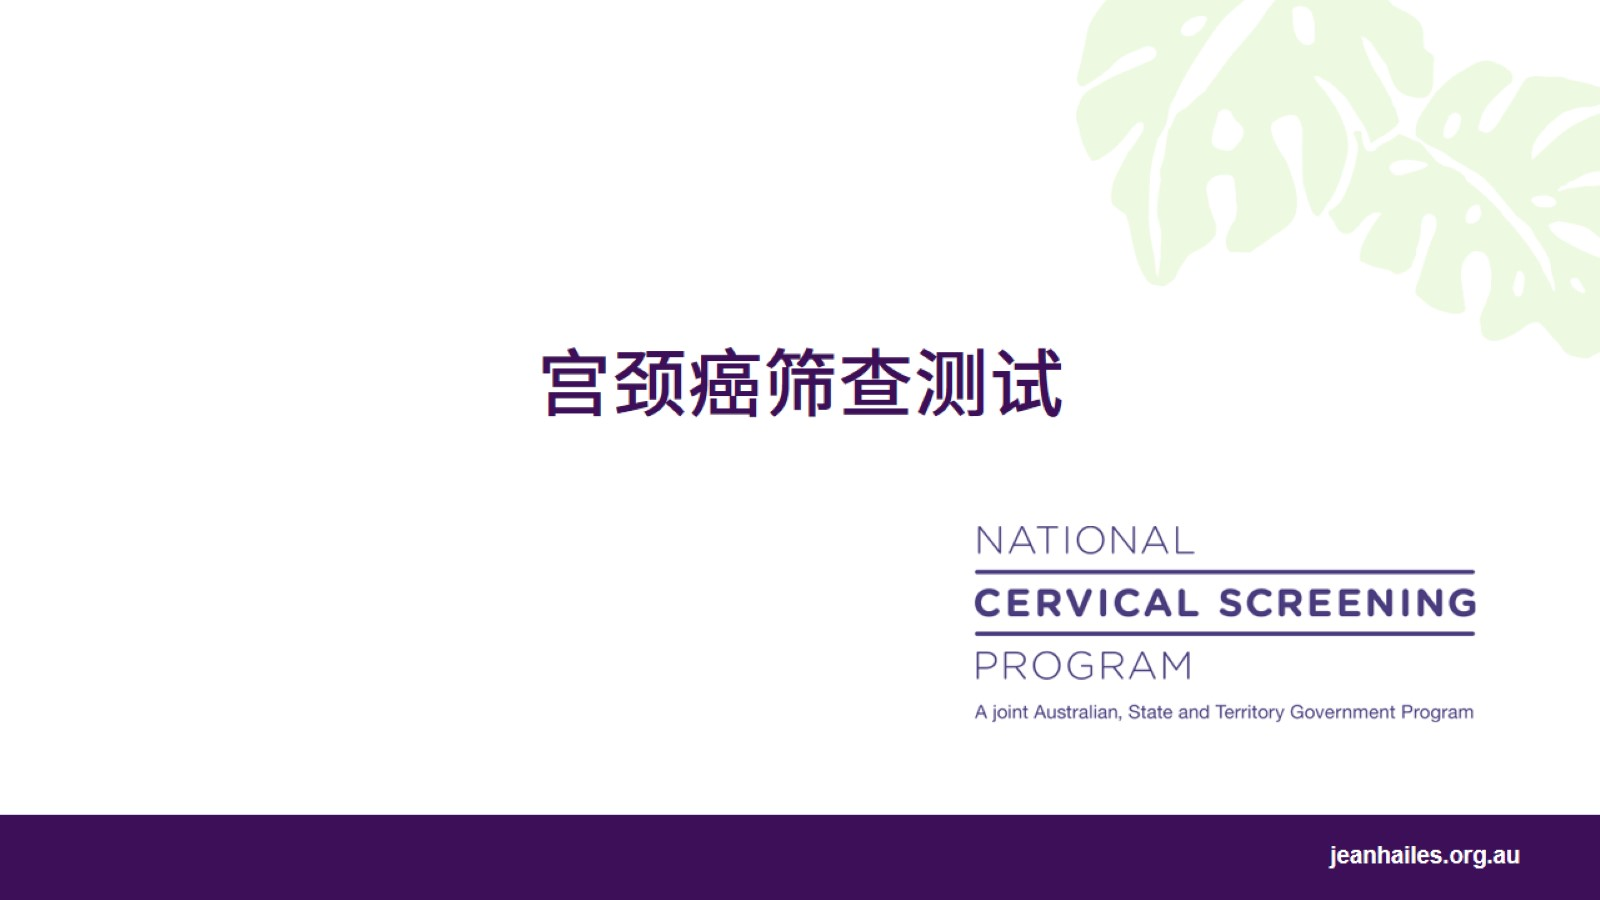 宫颈癌筛查测试
NATIONAL
CERVICAL SCREENING
PROGRAM
A joint Australian, State and Territory Government Program
jeanhailes.org.au